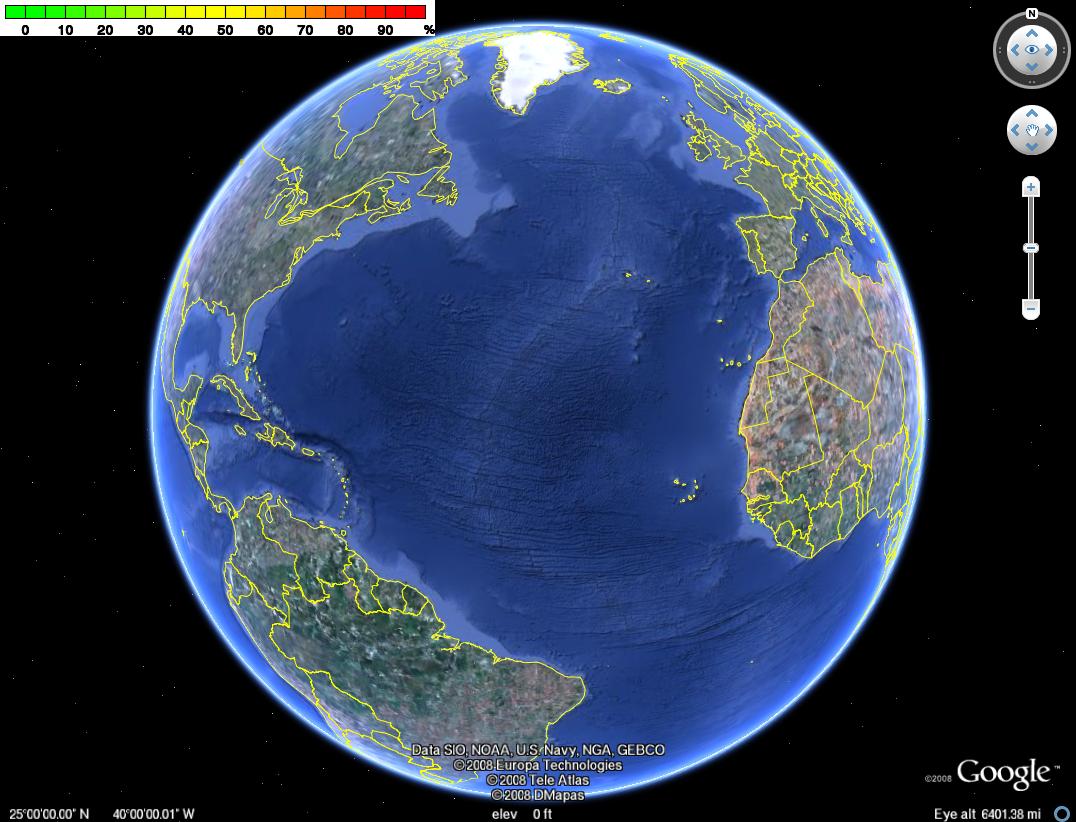 0 10 20 30 40 50 60 70 80 90 %
N
Data SIO, NOAA, U.S. Navy, NGA, GEBCO
© 2008 Europa Technologies
© 2008 Tele Atlas
© 2008 DMapas
©2008 Google™
25°00'00.00" N 40°00'00.01" W elev 0 ft Eye alt 6401.38 mi